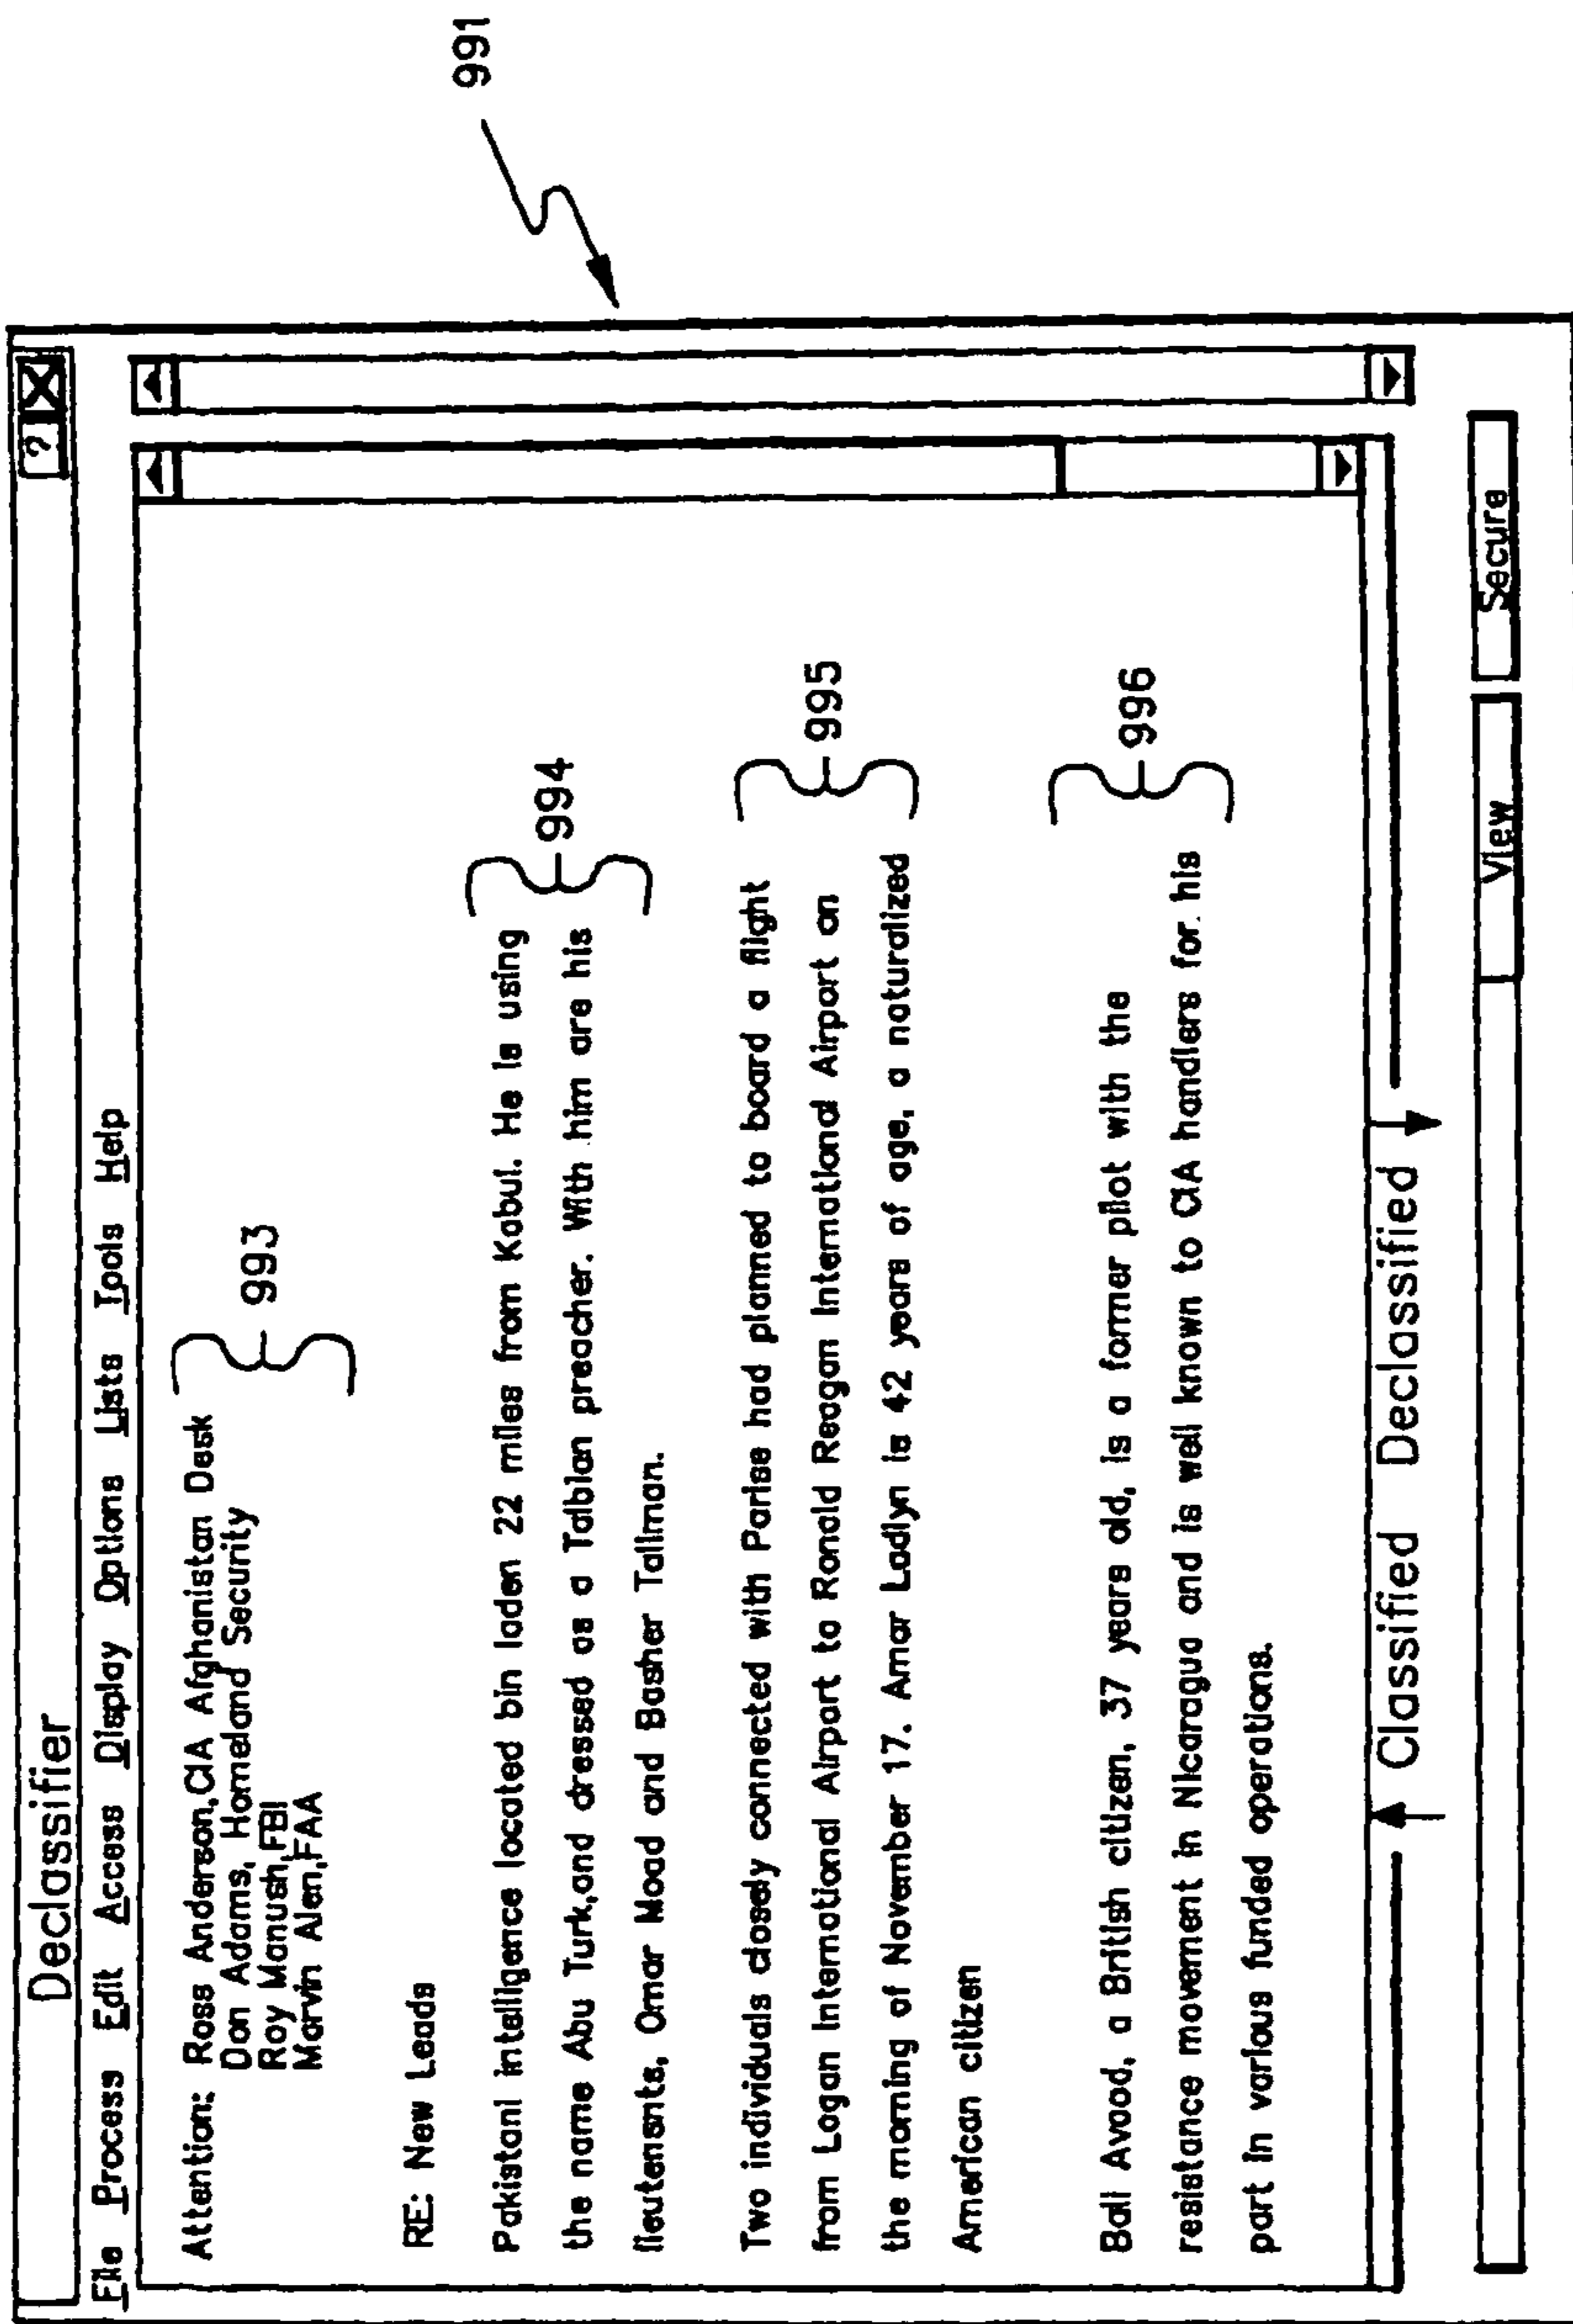 Declassifier
? X
File Process Edit Access Display Options Lists Tools Help
Attention: Ross Anderson,CIA Afghanistan Desk
Don Adams, Homeland Security
Roy Manush,FBI
Marvin Alen,FAA
993
RE: New Leads
Pakistani intelligence located bin laden 22 miles from Kabul. He is using
the name Abu Turk,and dressed as a Talbian preacher. With him are his
lieutenants, Omar Moad and Basher Tallman.
994
Two individuals closely connected with Parise had planned to board a flight
from Logan International Airport to Ronald Reagan International Airport on
the morning of November 17. Amar Ladlyn is 42 years of age, a naturalized
American citizen
995
Ball Avood, a British citizen, 37 years old, is a former pilot with the
resistance movement in Nicaragua and is well known to CIA handlers for his
part in various funded operations.
996
Classified Declassified
View Secure
991